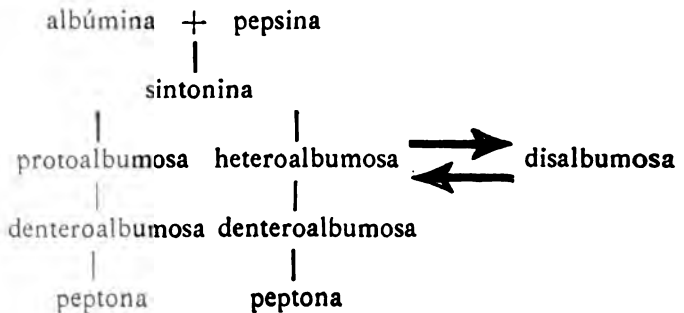 albúmina + pepsina
sintonina
protoalbumosa heteroalbumosa disalbumosa
denteroalbumosa denteroalbumosa
peptona peptona